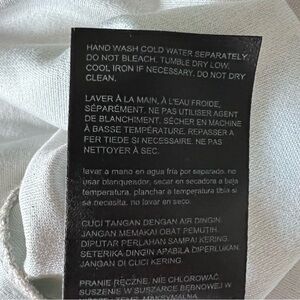 HAND WASH COLD WATER SEPARATELY,
DO NOT BLEACH. TUMBLE DRY LOW,
COOL IRON IF NECESSARY. DO NOT DRY
CLEAN.
LAVER À LA MAIN, À L'EAU FROIDE,
SÉPARÉMENT. NE PAS UTILISER AGENT
DE BLANCHIMENT. SÉCHER EN MACHINE
À BASSE TEMPÉRATURE. REPASSER A
FER TIEDE SI NECESSAIRE. NE PAS
NETTOYER À SEC.
lavar a mano en agua fria por separado, no
usar blanqueador, secar en secadora a baja
temperatura, planchar temperatura tibia si
se necesita, no lavar en seco.
CUCI TANGAN DENGAN AIR DINGIN.
JANGAN MEMAKAI OBAT PEMUTIH.
DIPUTAR PERLAHAN SAMPAI KERING.
SETERIKA DINGIN APABILA DIPERLUKAN
JANGAN DI CUCI KERING.
PRANIE RĘCZNE, NIE CHLOROWAĆ,
SUSZENIE W SUSZARCE BĘBNOWEJ W